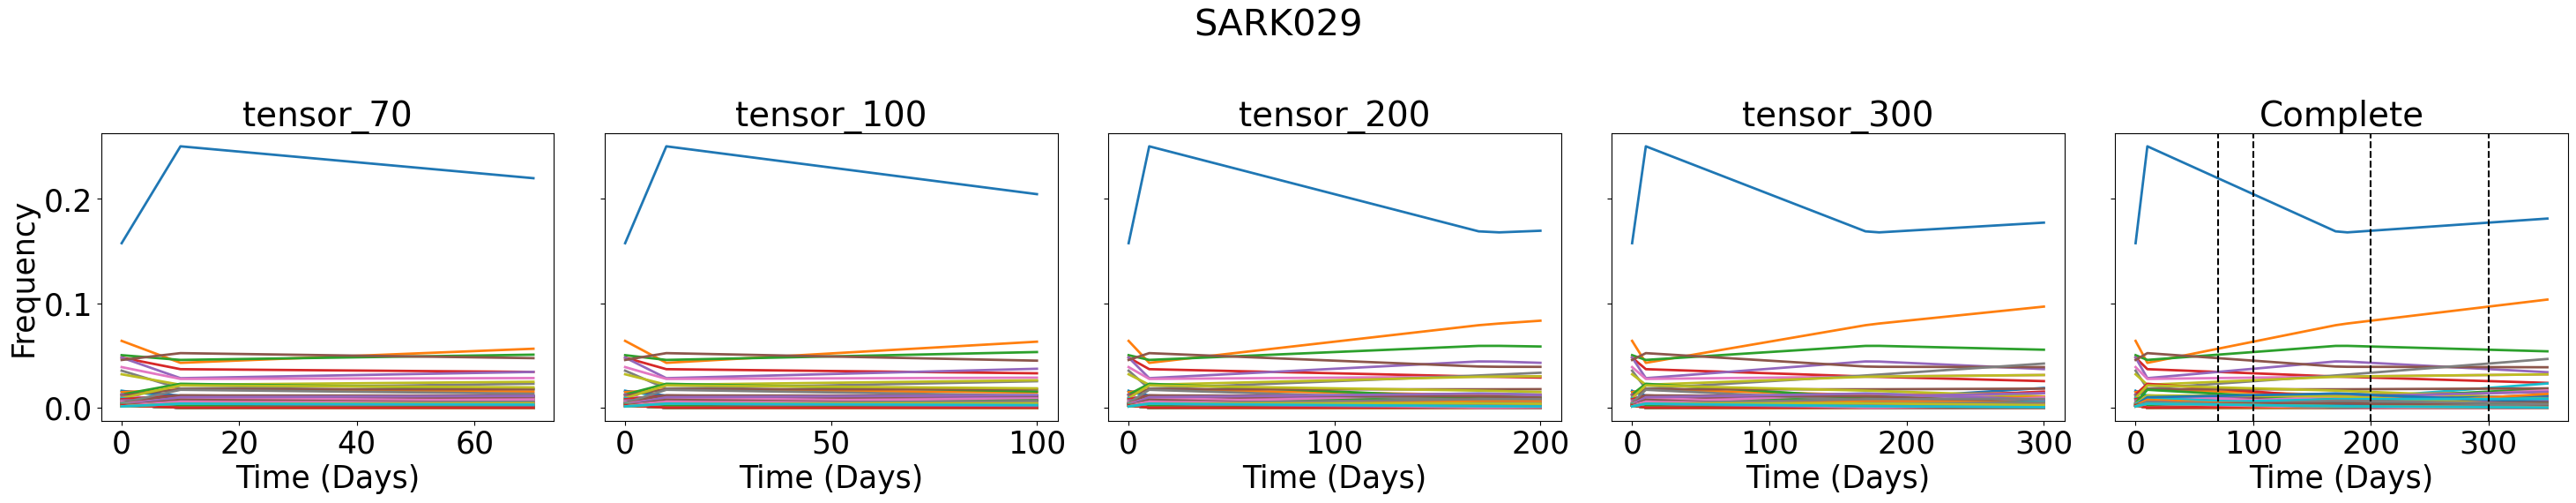 SARK029
tensor_70
tensor_100
tensor_200
tensor_300
Complete
Frequency
0.2
0.1
0.0
0 20 40 60
0 50 100
0 100 200
0 100 200 300
0 100 200 300
Time (Days)
Time (Days)
Time (Days)
Time (Days)
Time (Days)